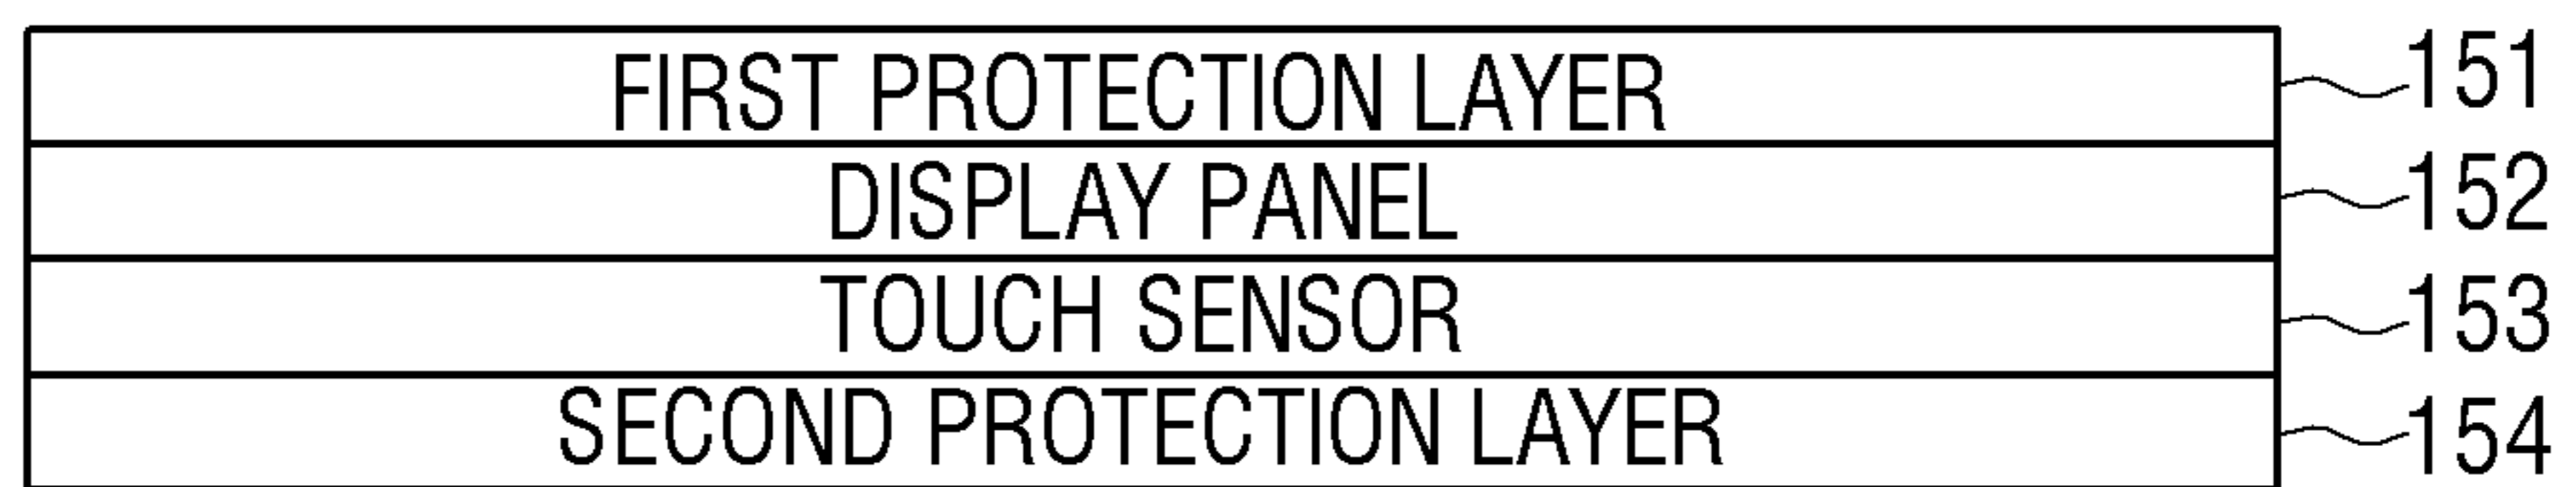 FIRST PROTECTION LAYER 151
DISPLAY PANEL 152
TOUCH SENSOR 153
SECOND PROTECTION LAYER 154